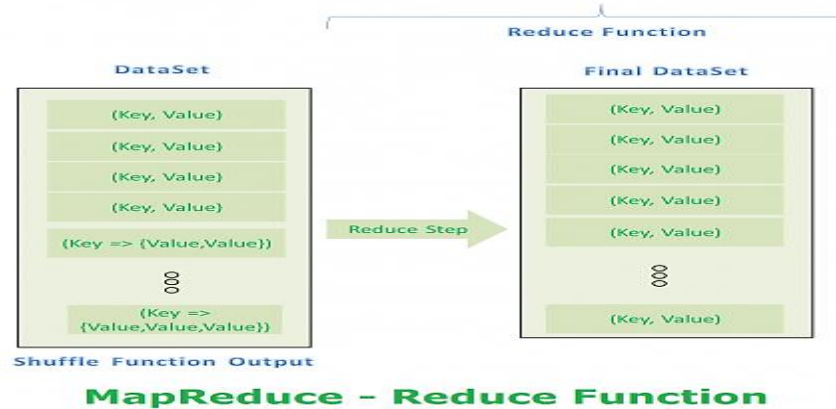 Reduce Function
DataSet
(Key, Value)
(Key, Value)
(Key, Value)
(Key, Value)
(Key => {Value,Value})
(Key =>
{Value,Value,Value})
Shuffle Function Output
Reduce Step
Final DataSet
(Key, Value)
(Key, Value)
(Key, Value)
(Key, Value)
(Key, Value)
(Key, Value)
MapReduce – Reduce Function